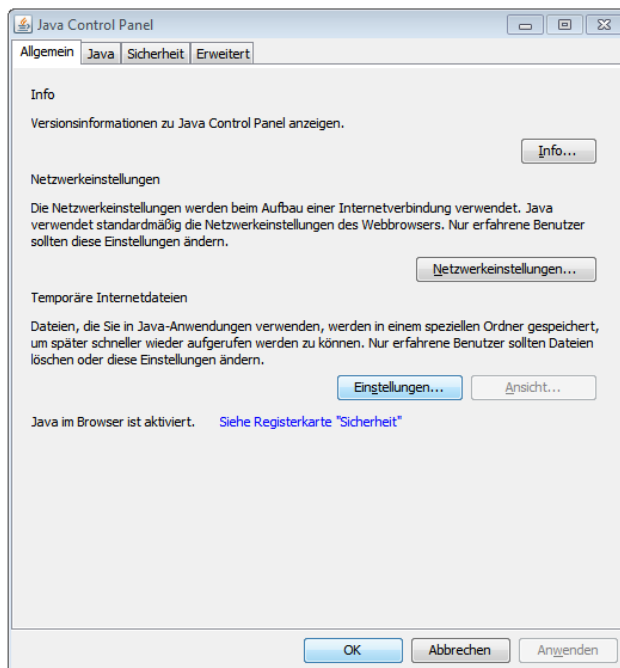 Java Control Panel
Allgemein Java Sicherheit Erweitert
Info
Versionsinformationen zu Java Control Panel anzeigen.
Info...
Netzwerkeinstellungen
Die Netzwerkeinstellungen werden beim Aufbau einer Internetverbindung verwendet. Java
verwendet standardmäßig die Netzwerkeinstellungen des Webbrowsers. Nur erfahrene Benutzer
sollten diese Einstellungen ändern.
Netzwerkeinstellungen...
Temporäre Internetdateien
Dateien, die Sie in Java-Anwendungen verwenden, werden in einem speziellen Ordner gespeichert,
um später schneller wieder aufgerufen werden zu können. Nur erfahrene Benutzer sollten Dateien
löschen oder diese Einstellungen ändern.
Einstellungen... Ansicht...
Java im Browser ist aktiviert. Siehe Registerkarte "Sicherheit"
OK Abbrechen Anwenden